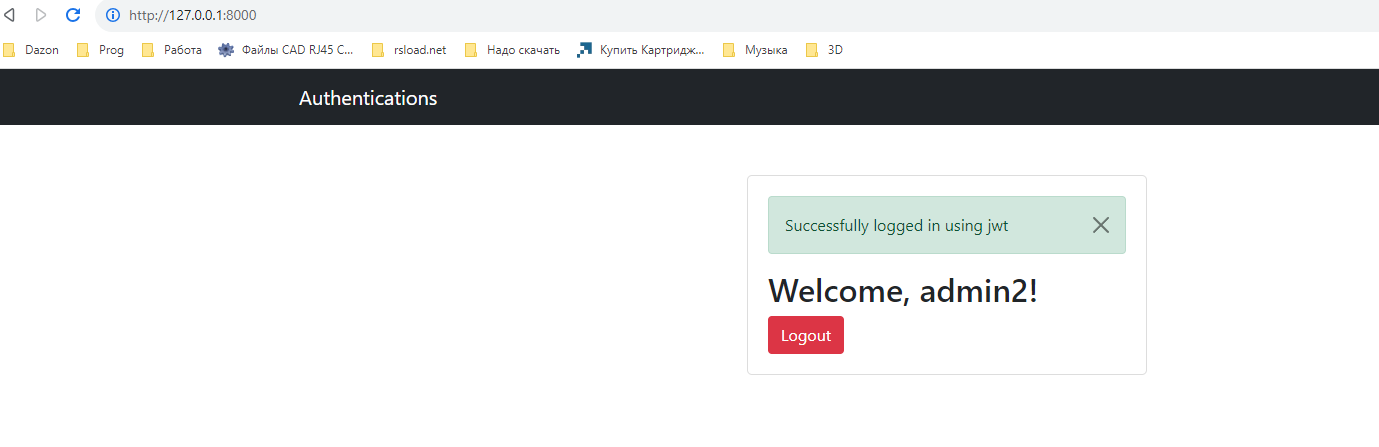 http://127.0.0.1:8000
Dazon Prog Работа Файлы CAD RJ45 C... rsload.net Надо скачать Купить Картридж... Музыка 3D
Authentications
Successfully logged in using jwt
Welcome, admin2!
Logout